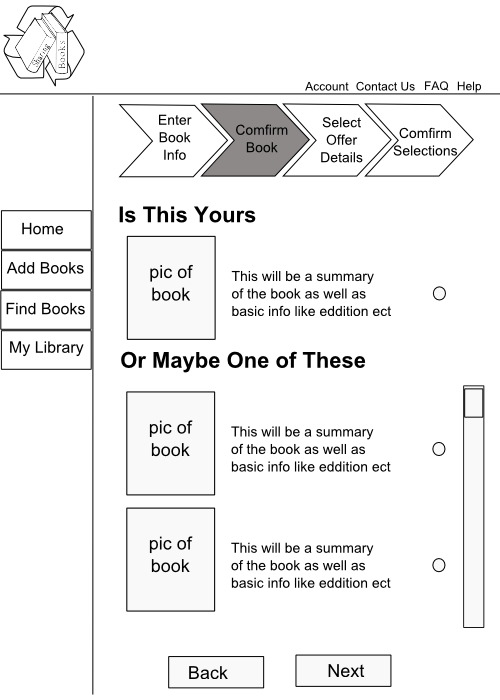 Sharing
Books
Account Contact Us FAQ Help
Enter
Book
Info
Comfirm
Book
Select
Offer
Details
Comfirm
Selections
Home
Add Books
Find Books
My Library
Is This Yours
pic of
book
This will be a summary
of the book as well as
basic info like eddition ect
Or Maybe One of These
pic of
book
This will be a summary
of the book as well as
basic info like eddition ect
pic of
book
This will be a summary
of the book as well as
basic info like eddition ect
Back
Next